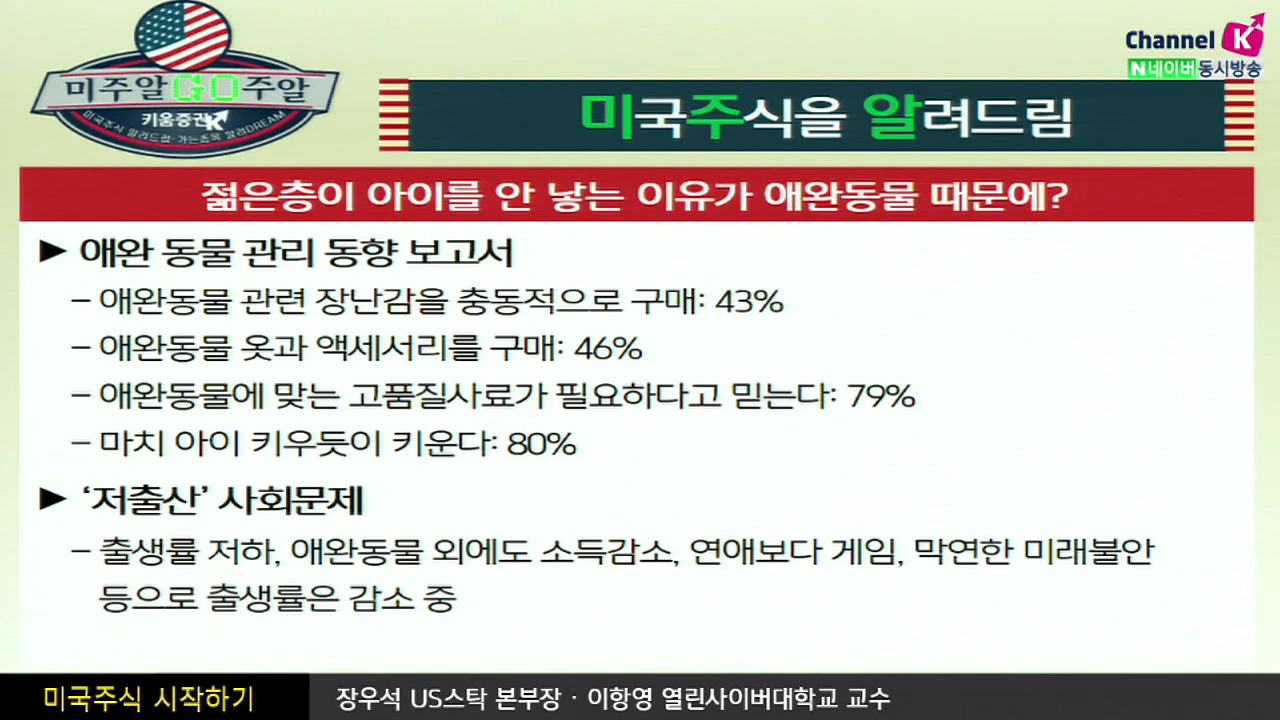 미주알GO주알
키움증권
미국주식 알려드림·가는초록 알려DREAM
Channel K
N 네이버 동시방송
미국주식을 알려드림
젊은층이 아이를 안 낳는 이유가 애완동물 때문에?
▶ 애완 동물 관리 동향 보고서
– 애완동물 관련 장난감을 충동적으로 구매: 43%
– 애완동물 옷과 액세서리를 구매: 46%
– 애완동물에 맞는 고품질사료가 필요하다고 믿는다: 79%
– 마치 아이 키우듯이 키운다: 80%
▶ ‘저출산’ 사회문제
– 출생률 저하, 애완동물 외에도 소득감소, 연애보다 게임, 막연한 미래불안
등으로 출생률은 감소 중
미국주식 시작하기
장우석 US스탁 본부장 · 이항영 열린사이버대학교 교수